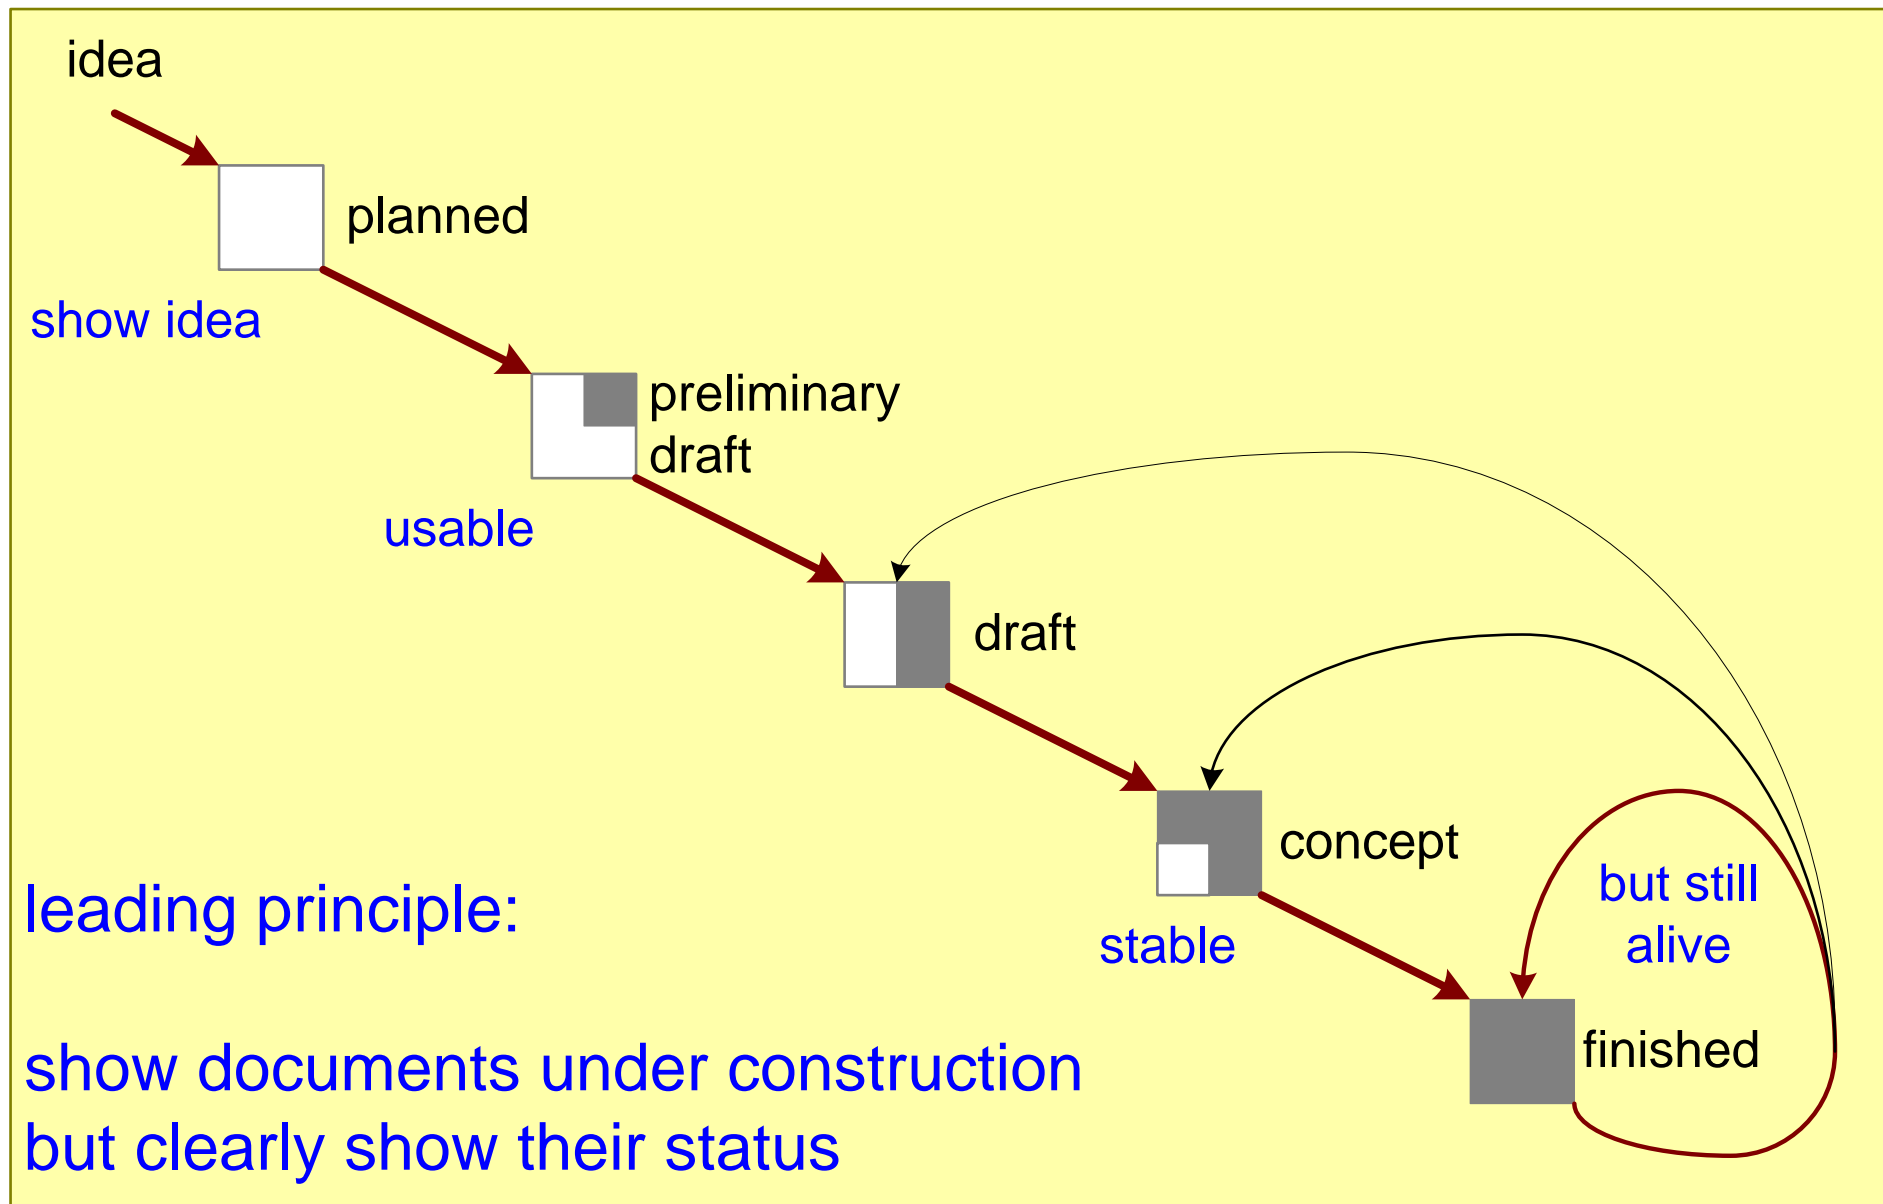 idea
planned
show idea
preliminary
draft
usable
draft
concept
but still
alive
stable
finished
leading principle:
show documents under construction
but clearly show their status